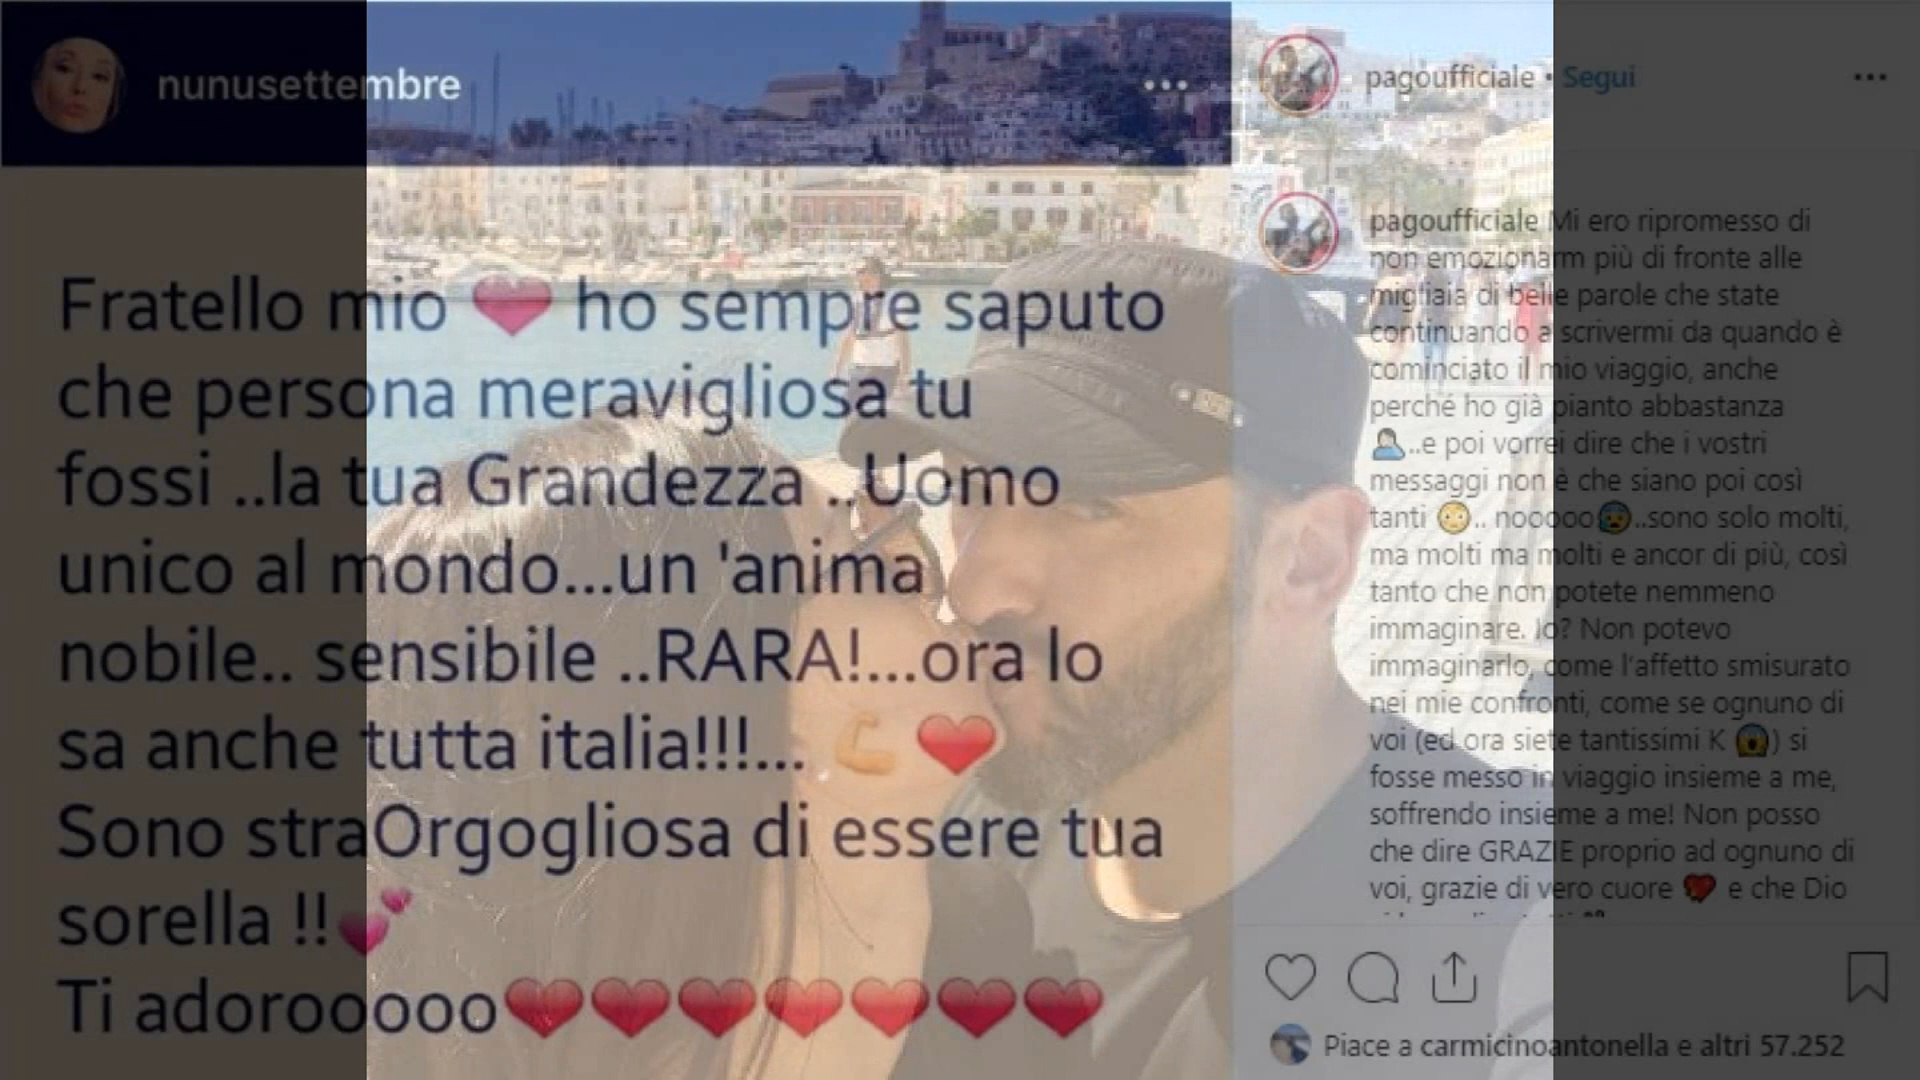 nunusettembre
Fratello mio ❤ ho sempre saputo
che persona meravigliosa tu
fossi ..la tua Grandezza ..Uomo
unico al mondo...un 'anima
nobile.. sensibile ..RARA!...ora lo
sa anche tutta italia!!!... 💪 ❤
Sono straOrgogliosa di essere tua
sorella !!💕
Ti adorooooo❤❤❤❤❤❤❤
pagoufficiale • Segui
pagoufficiale Mi ero ripromesso di
non emozionarm più di fronte alle
migliaia di belle parole che state
continuando a scrivermi da quando è
cominciato il mio viaggio, anche
perché ho già pianto abbastanza
🤦🏻‍♂️..e poi vorrei dire che i vostri
messaggi non è che siano poi così
tanti 😳.. nooooo😰..sono solo molti,
ma molti ma molti e ancor di più, così
tanto che non potete nemmeno
immaginare. Io? Non potevo
immaginarlo, come l'affetto smisurato
nei mie confronti, come se ognuno di
voi (ed ora siete tantissimi K 😱) si
fosse messo in viaggio insieme a me,
soffrendo insieme a me! Non posso
che dire GRAZIE proprio ad ognuno di
voi, grazie di vero cuore ❤ e che Dio
Piace a carmicinoantonella e altri 57.252